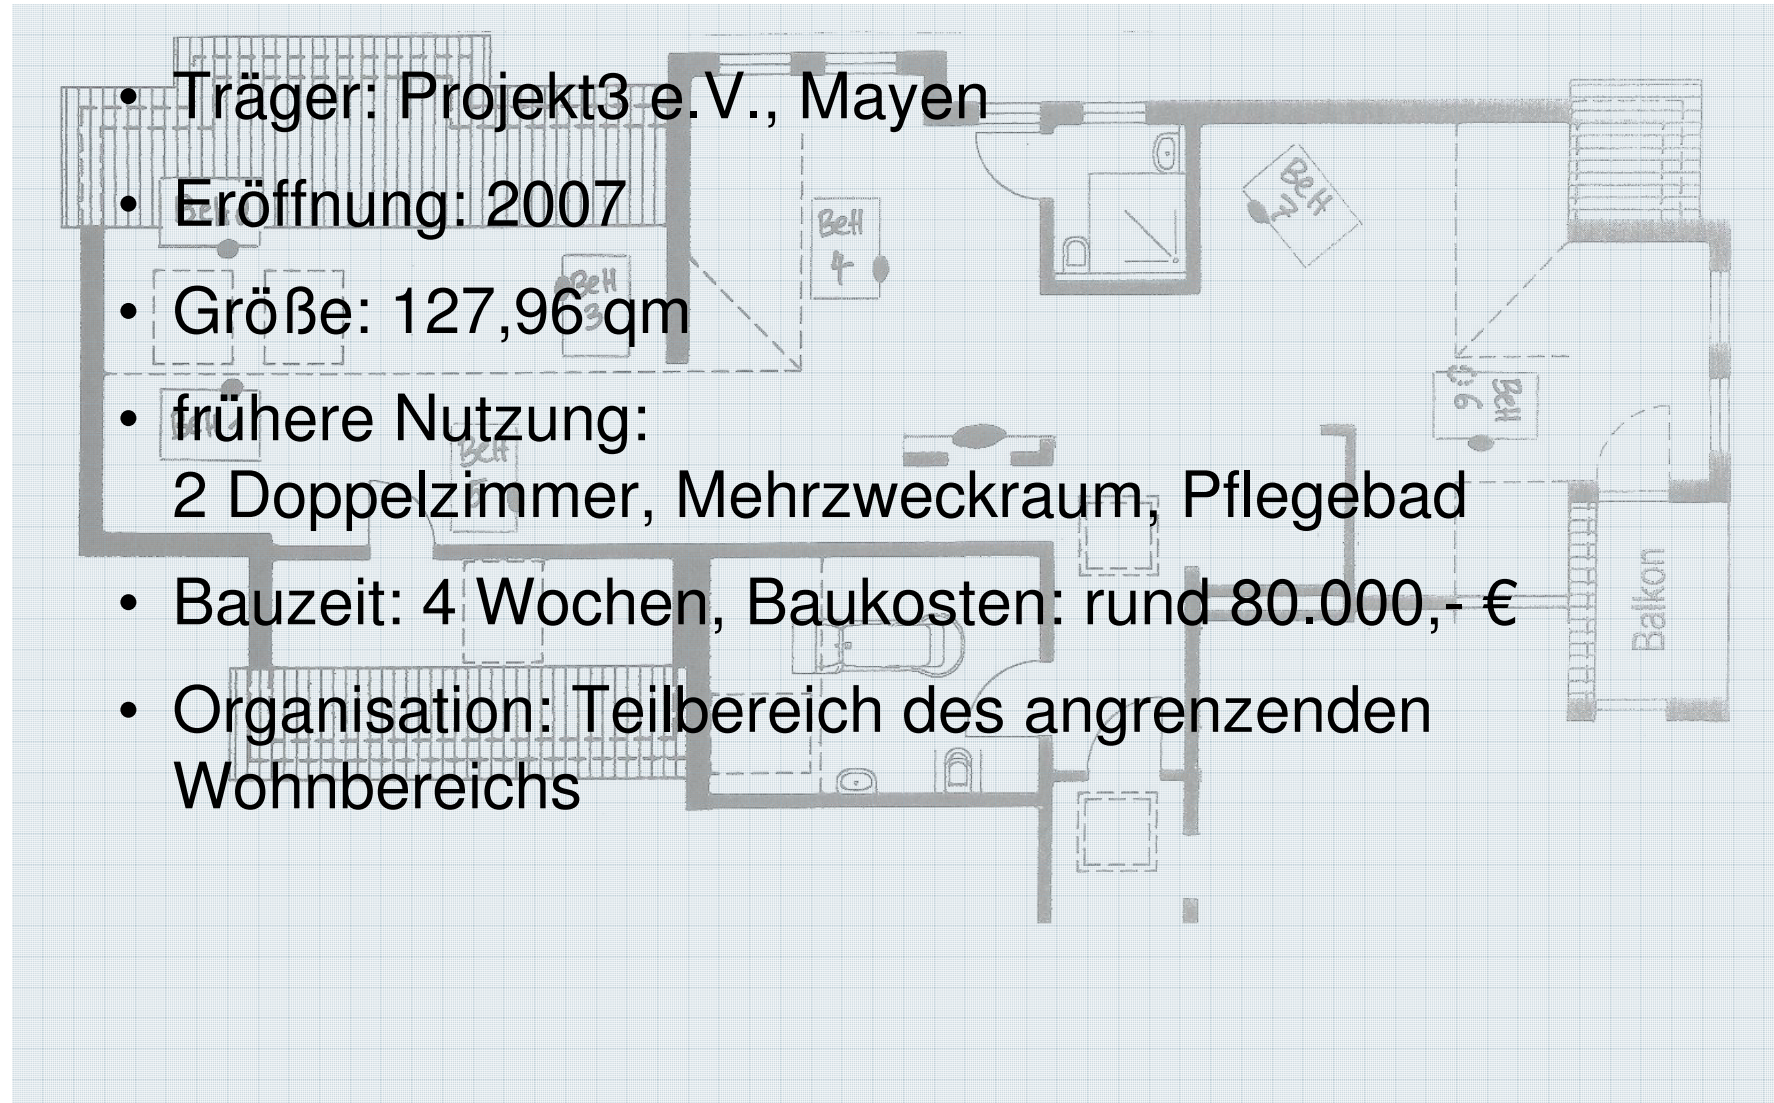 • Träger: Projekt3 e.V., Mayen
• Eröffnung: 2007
• Größe: 127,96 qm
• frühere Nutzung:
2 Doppelzimmer, Mehrzweckraum, Pflegebad
• Bauzeit: 4 Wochen, Baukosten: rund 80.000,- €
• Organisation: Teilbereich des angrenzenden
Wohnbereichs
Bett
4
Bett
7
Bett
3
Bett
6
Bett
5
Balkon